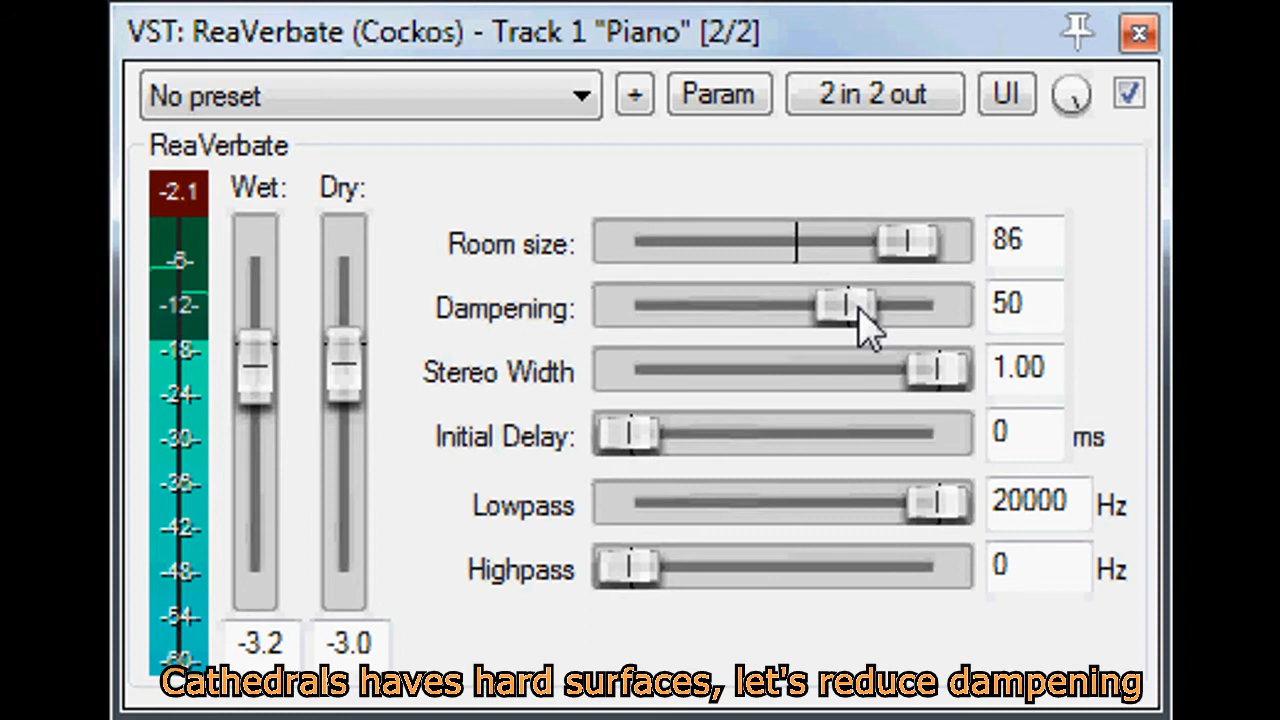 VST: ReaVerbate (Cockos) - Track 1 "Piano" [2/2]
No preset + Param 2 in 2 out UI
ReaVerbate
-2.1 Wet: Dry:
Room size: 86
-6-
-12- Dampening: 50
-18-
Stereo Width 1.00
-24-
-30- Initial Delay: 0 ms
-36-
Lowpass 20000 Hz
-42-
-48- Highpass 0 Hz
-54-
-3.2 -3.0
-60-
Cathedrals haves hard surfaces, let's reduce dampening